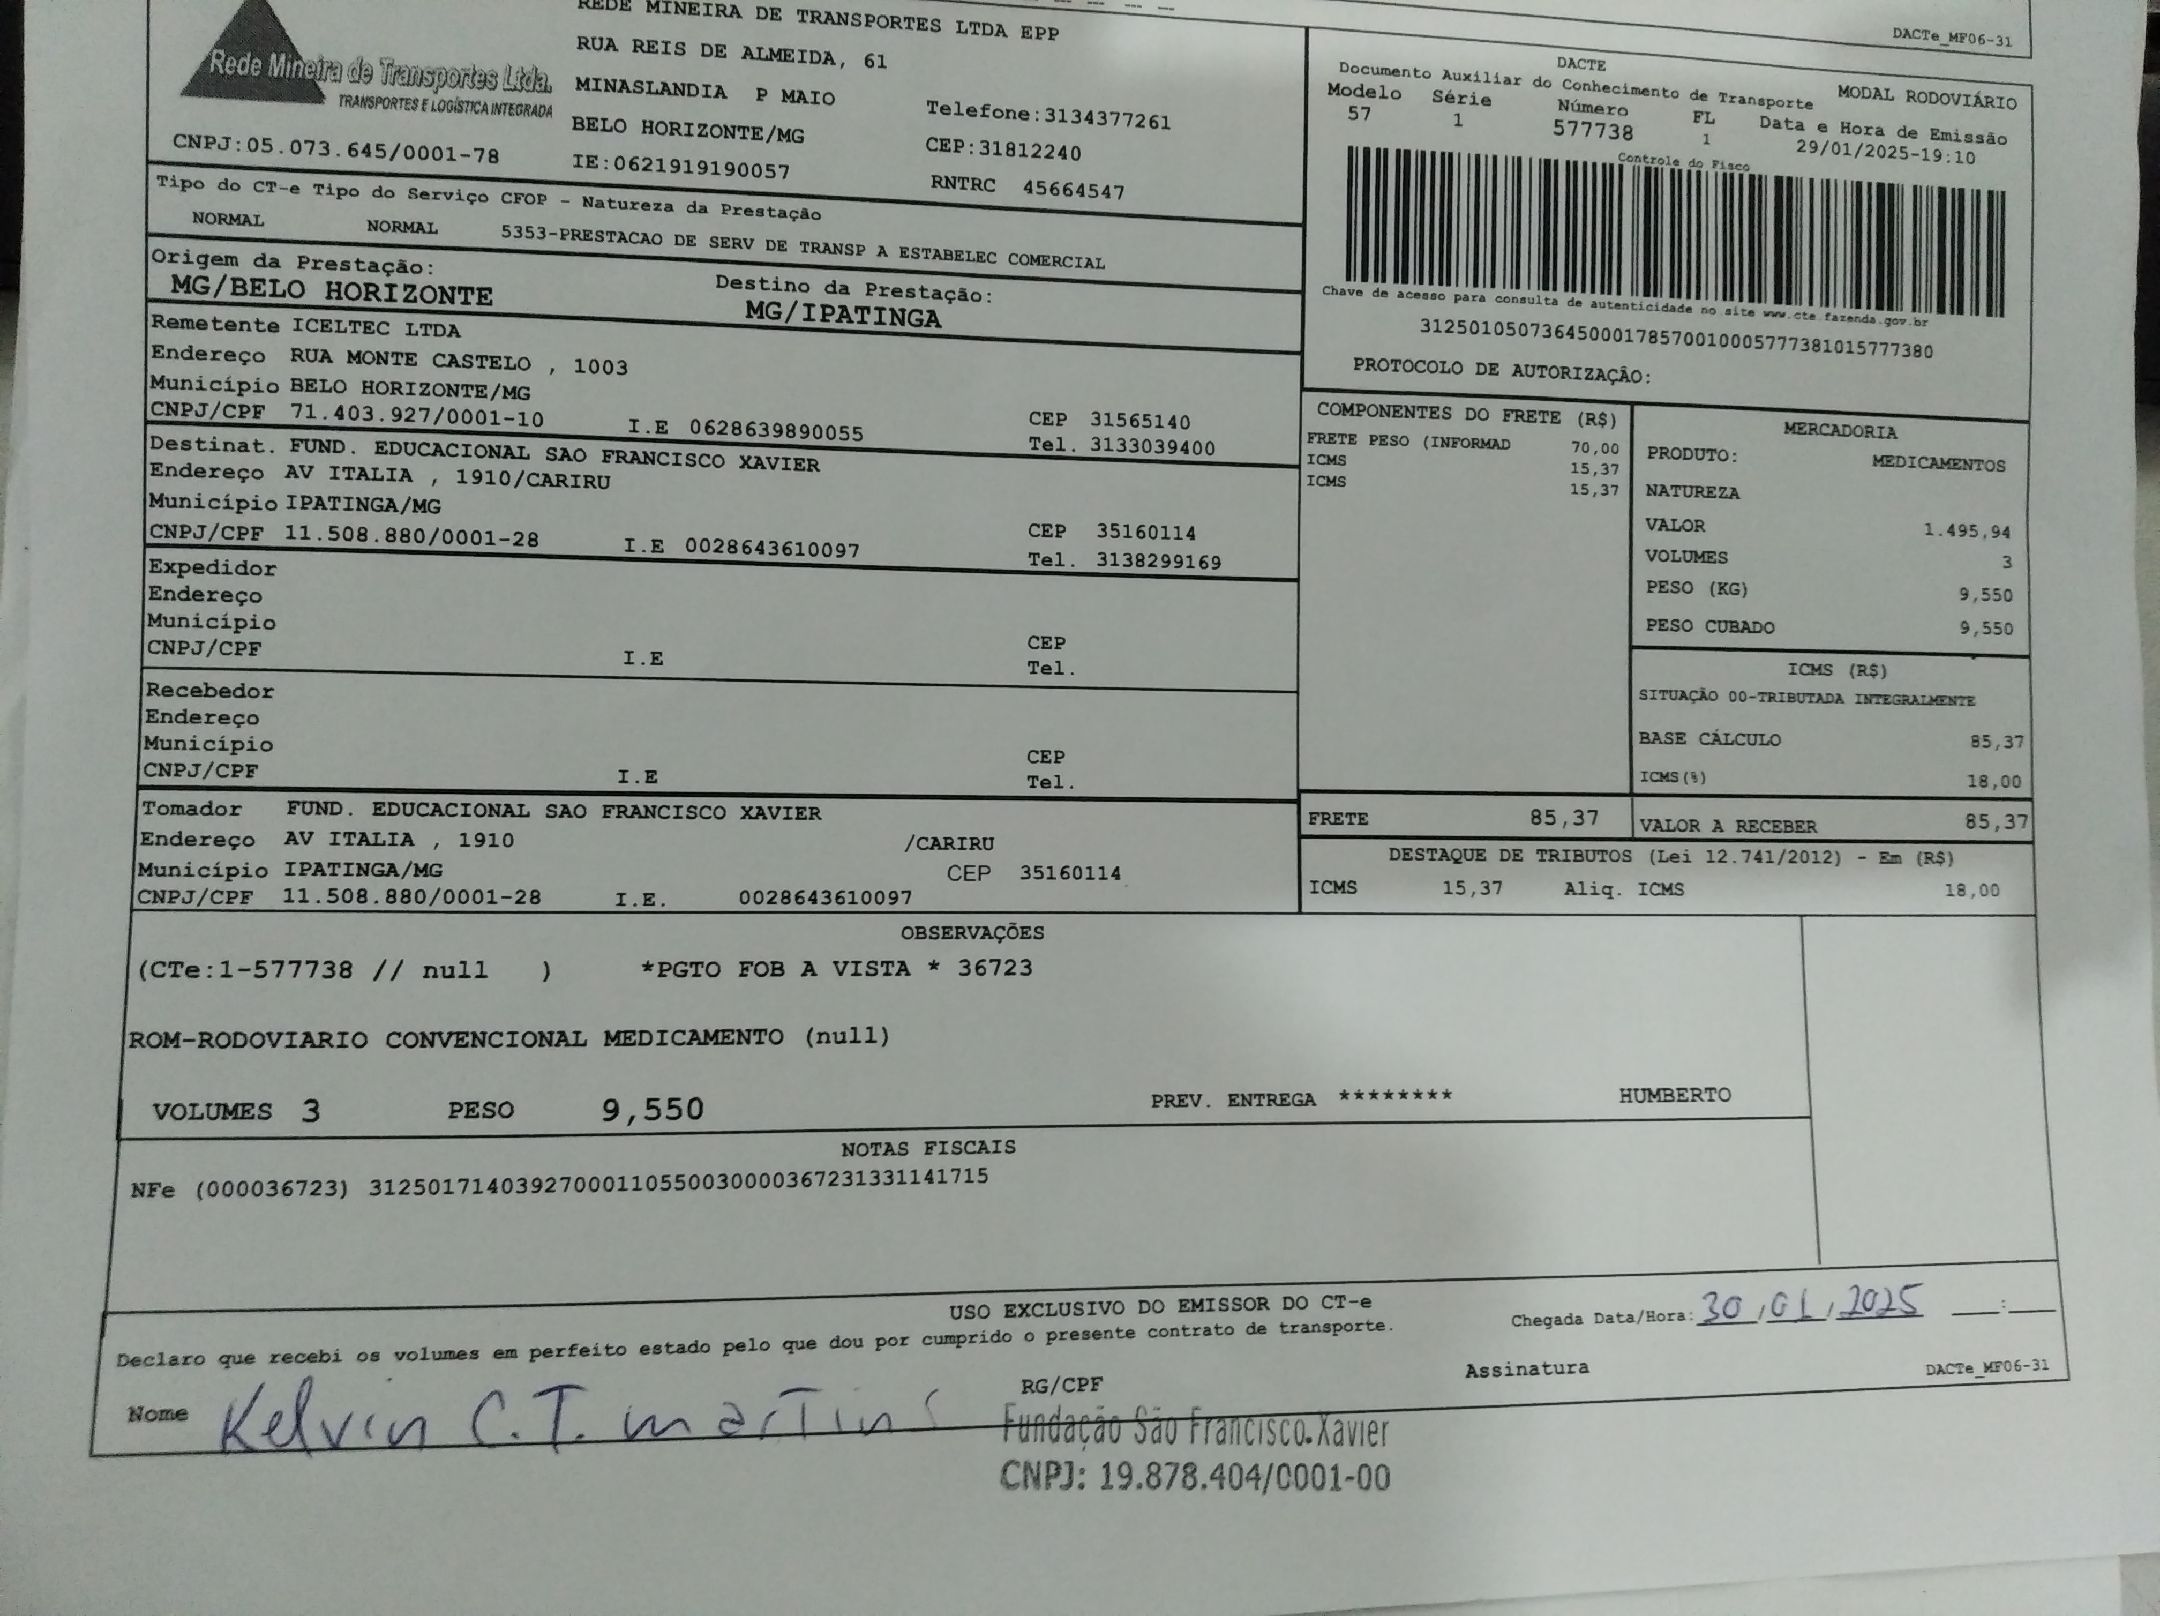 REDE MINEIRA DE TRANSPORTES LTDA EPP
RUA REIS DE ALMEIDA, 61
MINASLANDIA P MAIO
Telefone:3134377261
BELO HORIZONTE/MG
CEP:31812240
IE:0621919190057
RNTRC 45664547
Rede Mineira de Transportes Ltda.
TRANSPORTES E LOGÍSTICA INTEGRADA
CNPJ:05.073.645/0001-78
DACTe_MF06-31
DACTE
Documento Auxiliar do Conhecimento de Transporte
MODAL RODOVIÁRIO
Modelo Série Número FL Data e Hora de Emissão
57 1 577738 1 29/01/2025-19:10
Controle do Fisco
Chave de acesso para consulta de autenticidade no site www.cte.fazenda.gov.br
31250105073645000178570010005777381015777380
PROTOCOLO DE AUTORIZAÇÂO:
Tipo do CT-e Tipo do Serviço CFOP - Natureza da Prestação
NORMAL NORMAL 5353-PRESTACAO DE SERV DE TRANSP A ESTABELEC COMERCIAL
Origem da Prestação: Destino da Prestação:
MG/BELO HORIZONTE MG/IPATINGA
Remetente ICELTEC LTDA
Endereço RUA MONTE CASTELO , 1003
Município BELO HORIZONTE/MG CEP 31565140
CNPJ/CPF 71.403.927/0001-10 I.E 0628639890055 Tel. 3133039400
Destinat. FUND. EDUCACIONAL SAO FRANCISCO XAVIER
Endereço AV ITALIA , 1910/CARIRU
Município IPATINGA/MG CEP 35160114
CNPJ/CPF 11.508.880/0001-28 I.E 0028643610097 Tel. 3138299169
Expedidor
Endereço
Município CEP
CNPJ/CPF I.E Tel.
Recebedor
Endereço
Município CEP
CNPJ/CPF I.E Tel.
Tomador FUND. EDUCACIONAL SAO FRANCISCO XAVIER
Endereço AV ITALIA , 1910 /CARIRU
Município IPATINGA/MG CEP 35160114
CNPJ/CPF 11.508.880/0001-28 I.E. 0028643610097
COMPONENTES DO FRETE (R$)
FRETE PESO (INFORMAD 70,00
ICMS 15,37
ICMS 15,37
MERCADORIA
PRODUTO: MEDICAMENTOS
NATUREZA
VALOR 1.495,94
VOLUMES 3
PESO (KG) 9,550
PESO CUBADO 9,550
ICMS (R$)
SITUAÇÃO 00-TRIBUTADA INTEGRALMENTE
BASE CÁLCULO 85,37
ICMS(%) 18,00
FRETE 85,37 VALOR A RECEBER 85,37
DESTAQUE DE TRIBUTOS (Lei 12.741/2012) - Em (R$)
ICMS 15,37 Aliq. ICMS 18,00
OBSERVAÇÕES
(CTe:1-577738 // null ) *PGTO FOB A VISTA * 36723
ROM-RODOVIARIO CONVENCIONAL MEDICAMENTO (null)
VOLUMES 3 PESO 9,550 PREV. ENTREGA ******** HUMBERTO
NOTAS FISCAIS
NFe (000036723) 31250171403927000110550030000367231331141715
USO EXCLUSIVO DO EMISSOR DO CT-e
Chegada Data/Hora: 30/01/2025 __:__
Declaro que recebi os volumes em perfeito estado pelo que dou por cumprido o presente contrato de transporte.
Nome Kelvin C.T. martins RG/CPF Assinatura DACTe_MF06-31
Fundação São Francisco Xavier
CNPJ: 19.878.404/0001-00